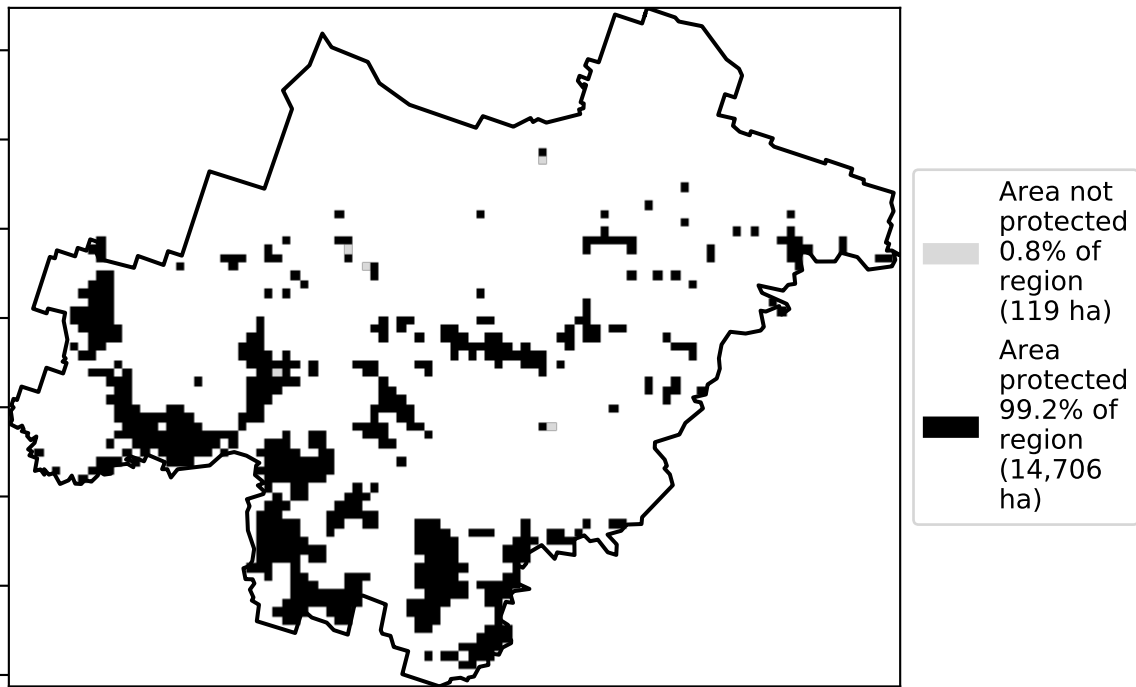 Area not
protected
0.8% of
region
(119 ha)
Area
protected
99.2% of
region
(14,706
ha)